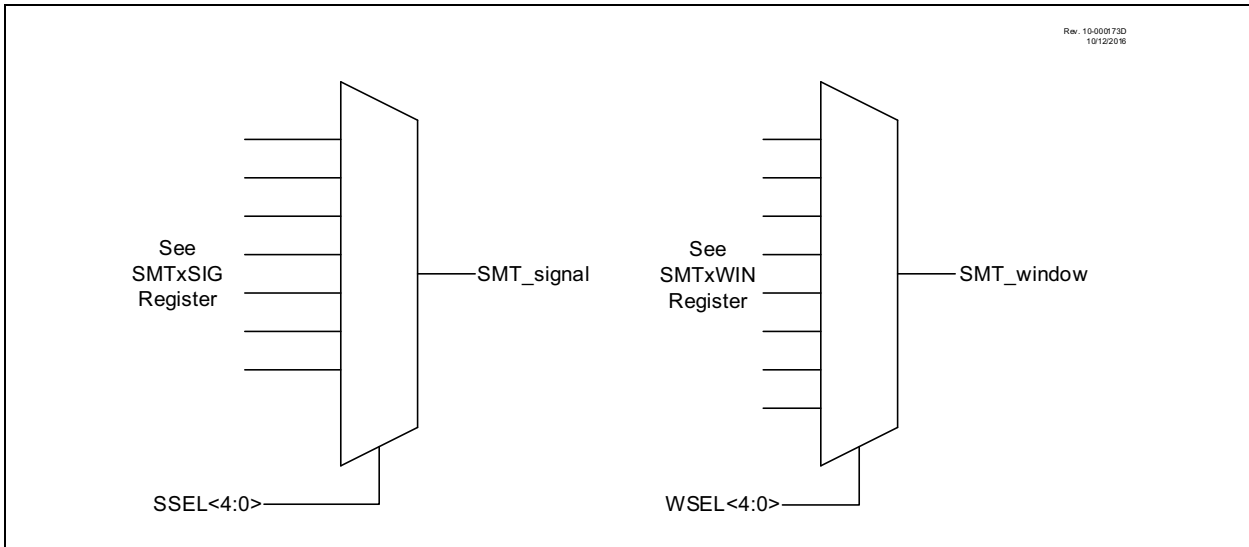 Rev. 10-000173D
10/12/2016
See
SMTxSIG
Register
SMT_signal
SSEL<4:0>
See
SMTxWIN
Register
SMT_window
WSEL<4:0>